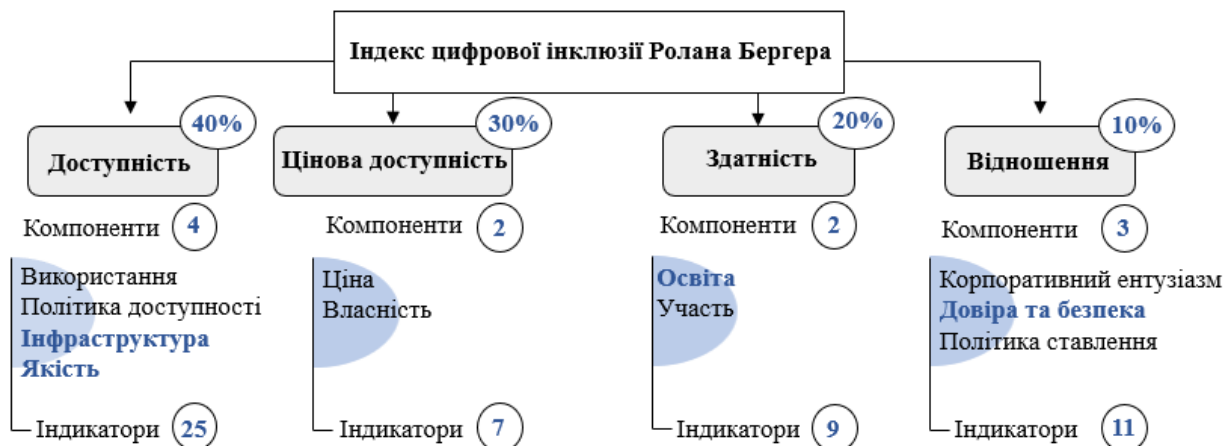 Індекс цифрової інклюзії Ролана Бергера
40%
Доступність
Компоненти 4
Використання
Політика доступності
Інфраструктура
Якість
Індикатори 25
30%
Цінова доступність
Компоненти 2
Ціна
Власність
Індикатори 7
20%
Здатність
Компоненти 2
Освіта
Участь
Індикатори 9
10%
Відношення
Компоненти 3
Корпоративний ентузіазм
Довіра та безпека
Політика ставлення
Індикатори 11